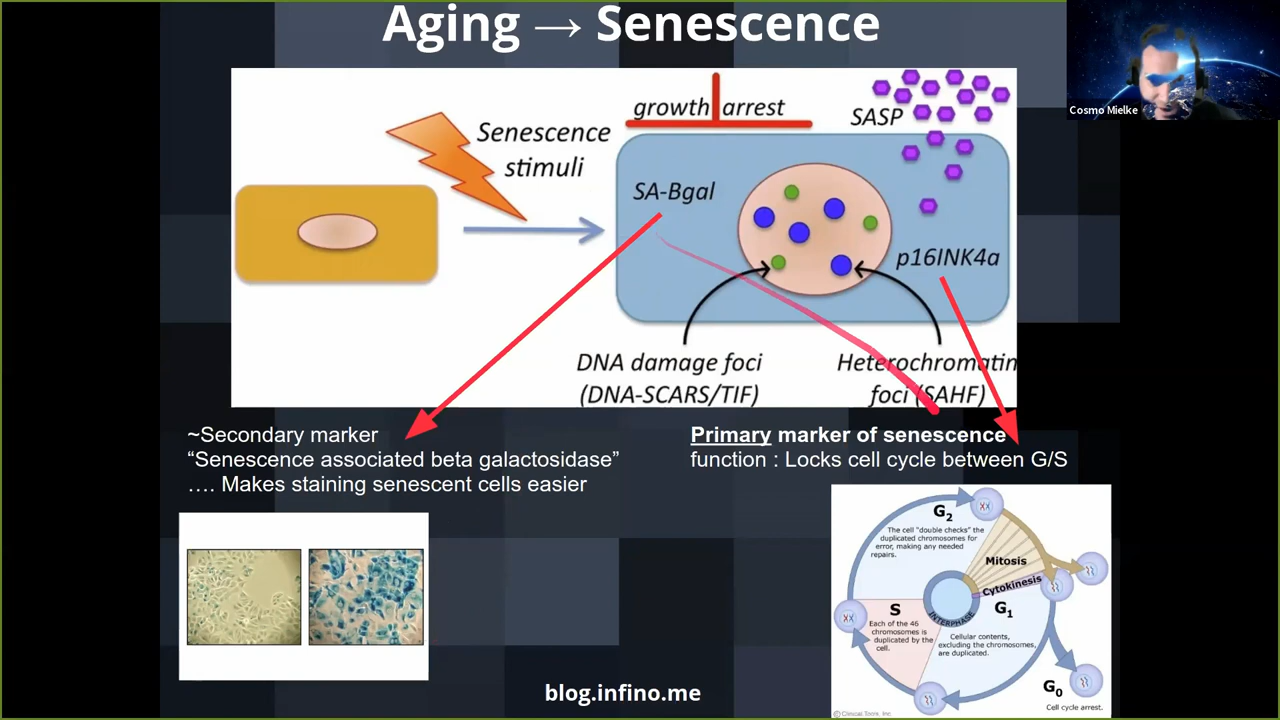 Aging → Senescence
Cosmo Mielke
growth arrest
SASP
Senescence
stimuli
SA-Bgal
p16INK4a
DNA damage foci
(DNA-SCARS/TIF)
Heterochromatin
foci (SAHF)
~Secondary marker
“Senescence associated beta galactosidase”
…. Makes staining senescent cells easier
Primary marker of senescence
function : Locks cell cycle between G/S
G2
The cell "double checks" the
duplicated chromosomes for
error, making any needed
repairs.
Mitosis
Cytokinesis
INTERPHASE
G1
S
Each of the 46
chromosomes is
duplicated by the
cell.
Cellular contents,
excluding the chromosomes,
are duplicated.
G0
Cell cycle arrest.
© Clinical Tools, Inc.
blog.infino.me